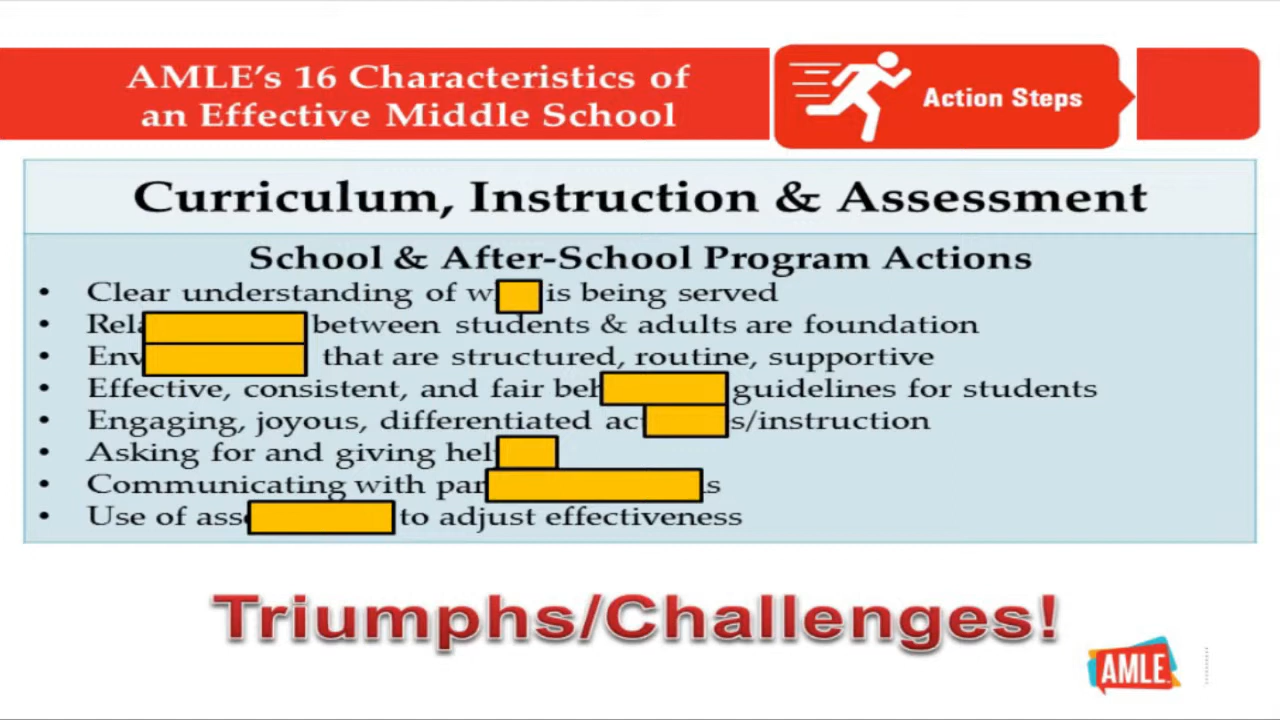 AMLE's 16 Characteristics of
an Effective Middle School
Action Steps
Curriculum, Instruction & Assessment
School & After-School Program Actions
• Clear understanding of w is being served
• Rel between students & adults are foundation
• Env that are structured, routine, supportive
• Effective, consistent, and fair beh guidelines for students
• Engaging, joyous, differentiated ac s/instruction
• Asking for and giving hel
• Communicating with par s
• Use of ass to adjust effectiveness
Triumphs/Challenges!
AMLE